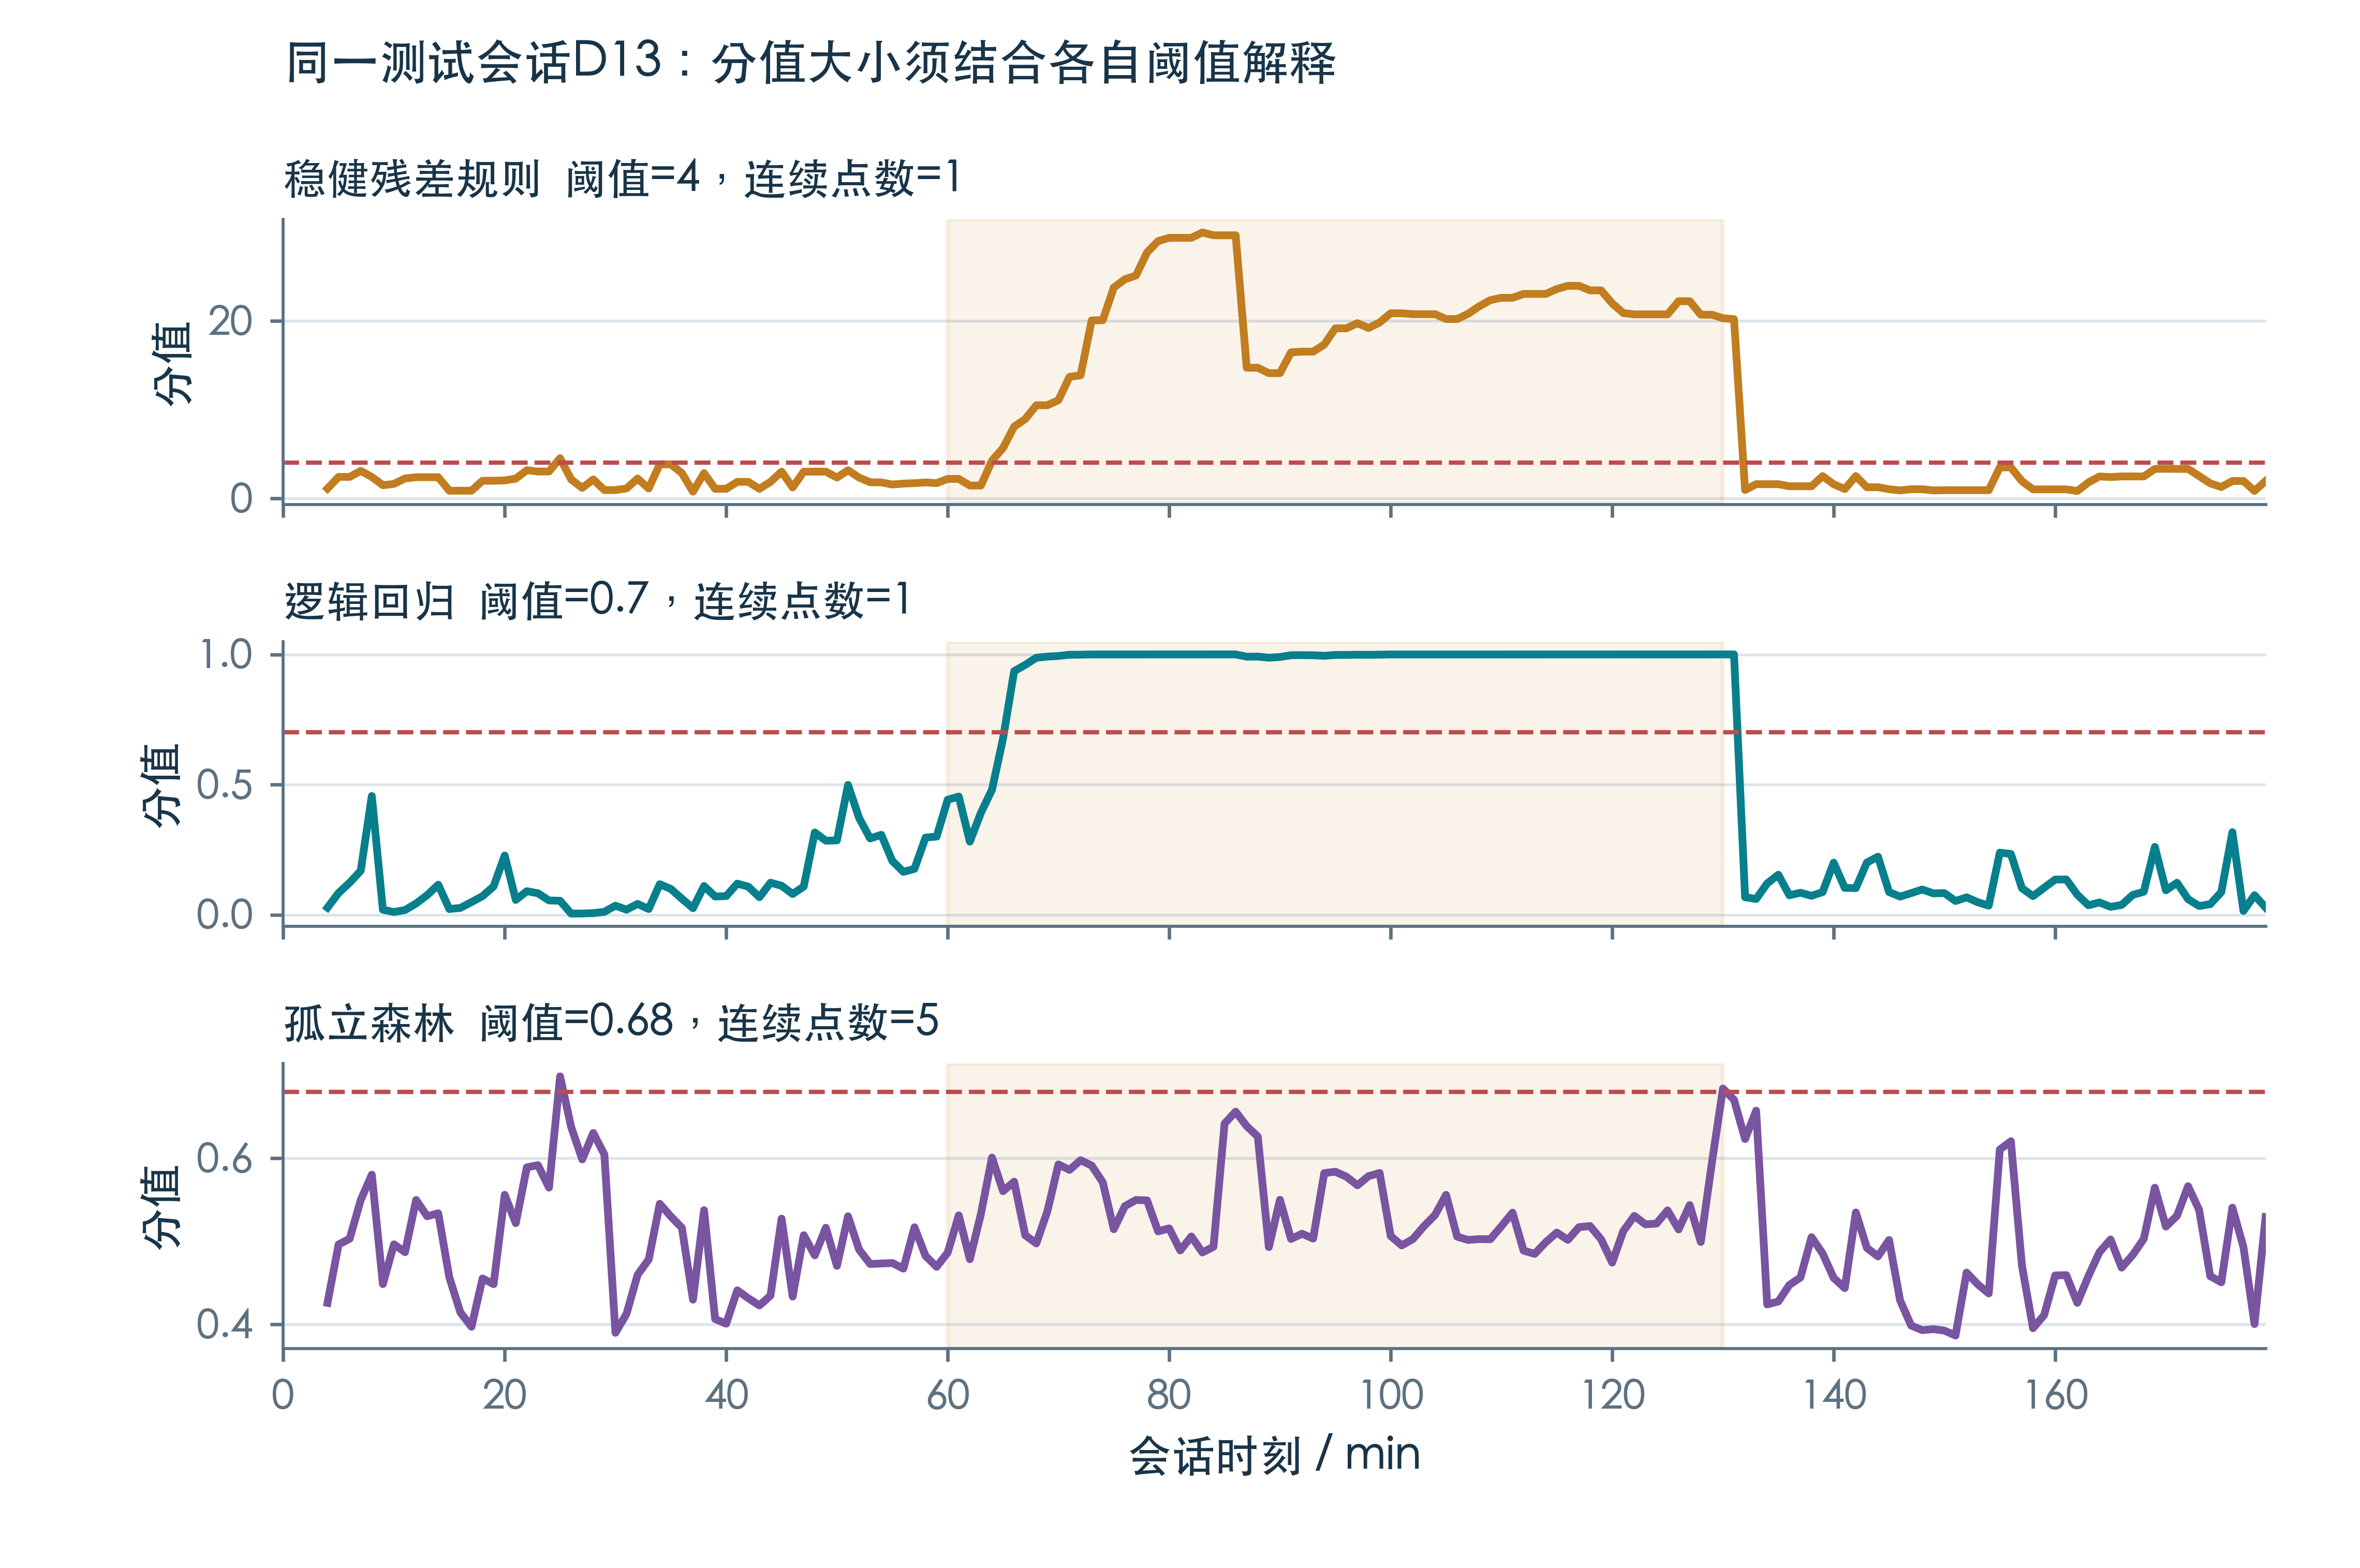 同一测试会话D13：分值大小须结合各自阈值解释
稳健残差规则 阈值=4，连续点数=1
分值
20
0
逻辑回归 阈值=0.7，连续点数=1
分值
1.0
0.5
0.0
孤立森林 阈值=0.68，连续点数=5
分值
0.6
0.4
0 20 40 60 80 100 120 140 160
会话时刻 / min